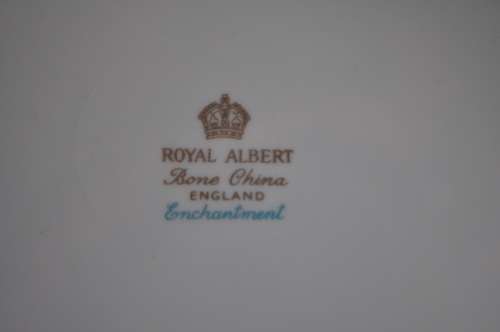 ROYAL ALBERT
Bone China
ENGLAND
Enchantment